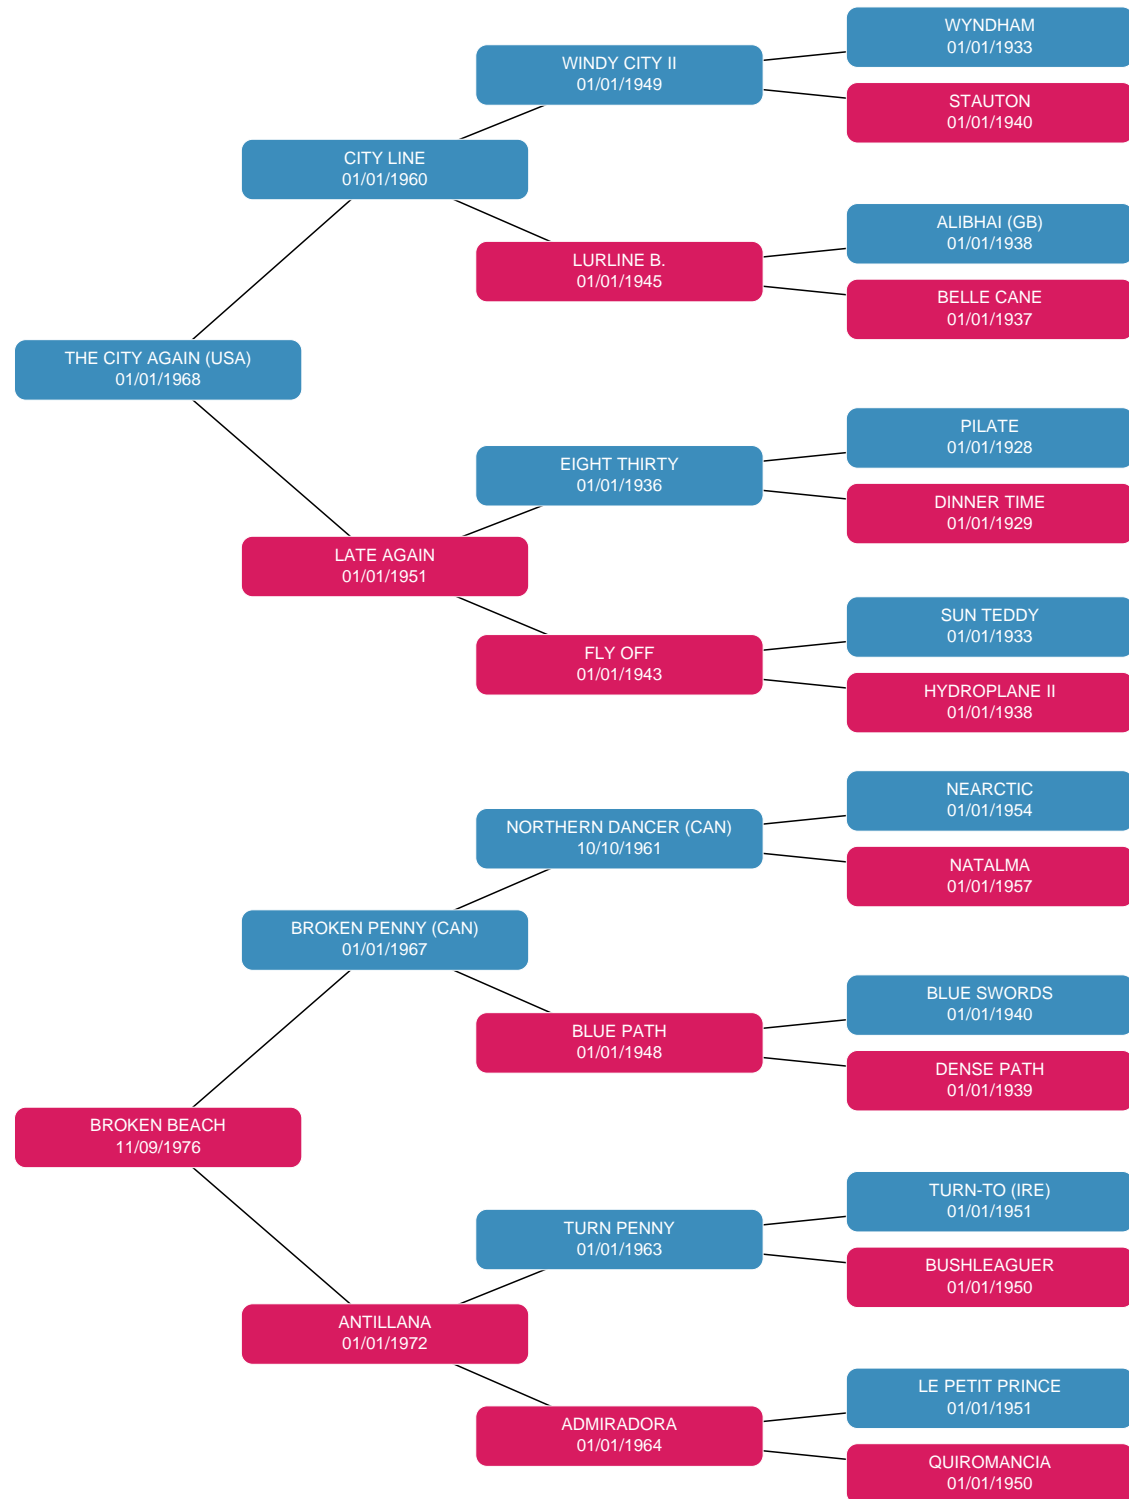 WYNDHAM
01/01/1933
WINDY CITY II
01/01/1949
STAUTON
01/01/1940
CITY LINE
01/01/1960
ALIBHAI (GB)
01/01/1938
LURLINE B.
01/01/1945
BELLE CANE
01/01/1937
THE CITY AGAIN (USA)
01/01/1968
PILATE
01/01/1928
EIGHT THIRTY
01/01/1936
DINNER TIME
01/01/1929
LATE AGAIN
01/01/1951
SUN TEDDY
01/01/1933
FLY OFF
01/01/1943
HYDROPLANE II
01/01/1938
NEARCTIC
01/01/1954
NORTHERN DANCER (CAN)
10/10/1961
NATALMA
01/01/1957
BROKEN PENNY (CAN)
01/01/1967
BLUE SWORDS
01/01/1940
BLUE PATH
01/01/1948
DENSE PATH
01/01/1939
BROKEN BEACH
11/09/1976
TURN-TO (IRE)
01/01/1951
TURN PENNY
01/01/1963
BUSHLEAGUER
01/01/1950
ANTILLANA
01/01/1972
LE PETIT PRINCE
01/01/1951
ADMIRADORA
01/01/1964
QUIROMANCIA
01/01/1950